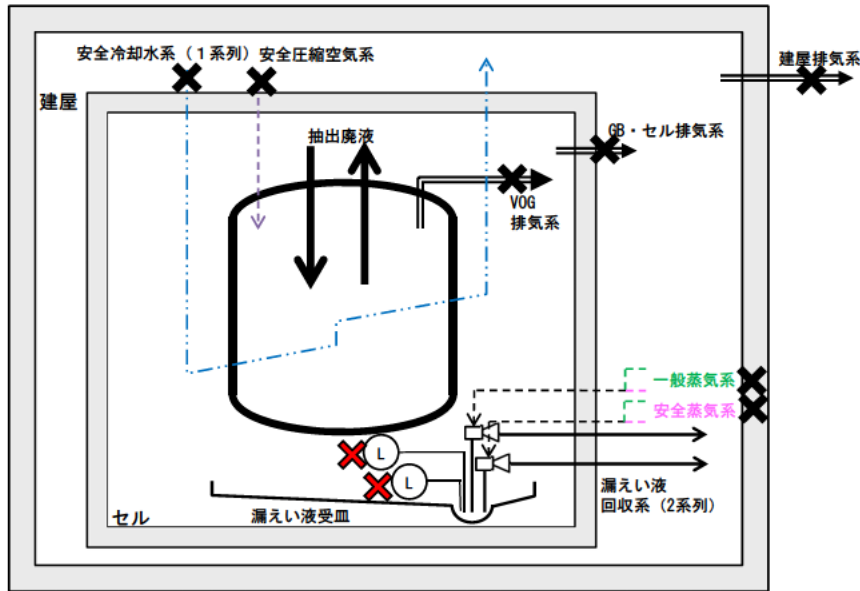 安全冷却水系（１系列）
安全圧縮空気系
建屋排気系
建屋
抽出廃液
GB・セル排気系
VOG
排気系
一般蒸気系
安全蒸気系
L
L
漏えい液
回収系（2系列）
セル
漏えい液受皿